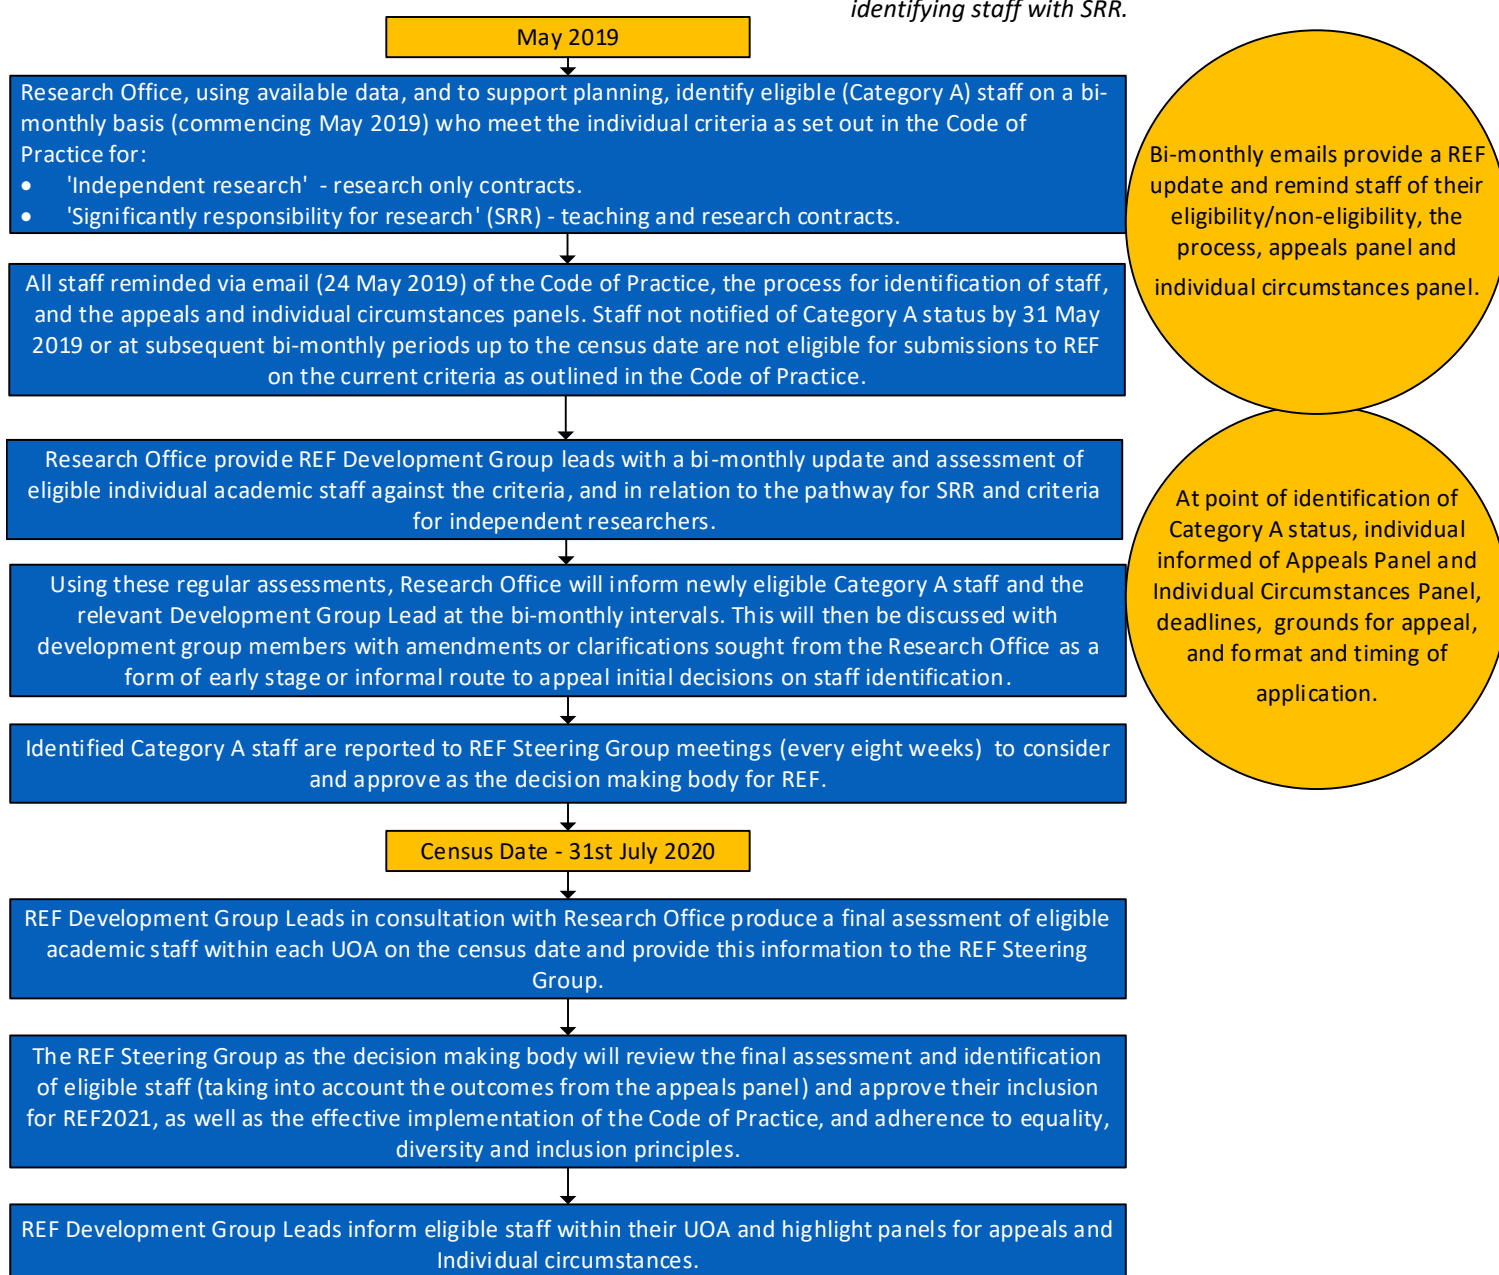 identifying staff with SRR.
May 2019
Research Office, using available data, and to support planning, identify eligible (Category A) staff on a bi-
monthly basis (commencing May 2019) who meet the individual criteria as set out in the Code of
Practice for:
• 'Independent research' - research only contracts.
• 'Significantly responsibility for research' (SRR) - teaching and research contracts.
All staff reminded via email (24 May 2019) of the Code of Practice, the process for identification of staff,
and the appeals and individual circumstances panels. Staff not notified of Category A status by 31 May
2019 or at subsequent bi-monthly periods up to the census date are not eligible for submissions to REF
on the current criteria as outlined in the Code of Practice.
Research Office provide REF Development Group leads with a bi-monthly update and assessment of
eligible individual academic staff against the criteria, and in relation to the pathway for SRR and criteria
for independent researchers.
Using these regular assessments, Research Office will inform newly eligible Category A staff and the
relevant Development Group Lead at the bi-monthly intervals. This will then be discussed with
development group members with amendments or clarifications sought from the Research Office as a
form of early stage or informal route to appeal initial decisions on staff identification.
Identified Category A staff are reported to REF Steering Group meetings (every eight weeks) to consider
and approve as the decision making body for REF.
Census Date - 31st July 2020
REF Development Group Leads in consultation with Research Office produce a final asessment of eligible
academic staff within each UOA on the census date and provide this information to the REF Steering
Group.
The REF Steering Group as the decision making body will review the final assessment and identification
of eligible staff (taking into account the outcomes from the appeals panel) and approve their inclusion
for REF2021, as well as the effective implementation of the Code of Practice, and adherence to equality,
diversity and inclusion principles.
REF Development Group Leads inform eligible staff within their UOA and highlight panels for appeals and
Individual circumstances.
Bi-monthly emails provide a REF
update and remind staff of their
eligibility/non-eligibility, the
process, appeals panel and
individual circumstances panel.
At point of identification of
Category A status, individual
informed of Appeals Panel and
Individual Circumstances Panel,
deadlines, grounds for appeal,
and format and timing of
application.